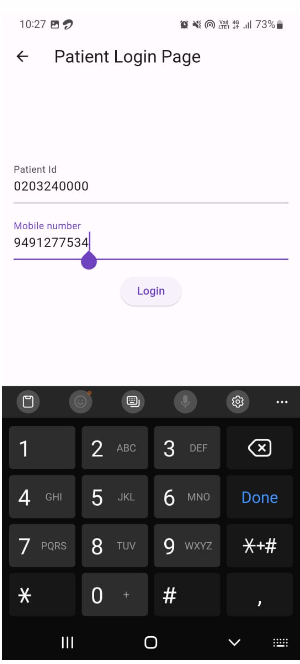 10:27 73%
Patient Login Page
Patient Id
0203240000
Mobile number
9491277534
Login
1 2 ABC 3 DEF
4 GHI 5 JKL 6 MNO Done
7 PQRS 8 TUV 9 WXYZ *+#
* 0 + # ,